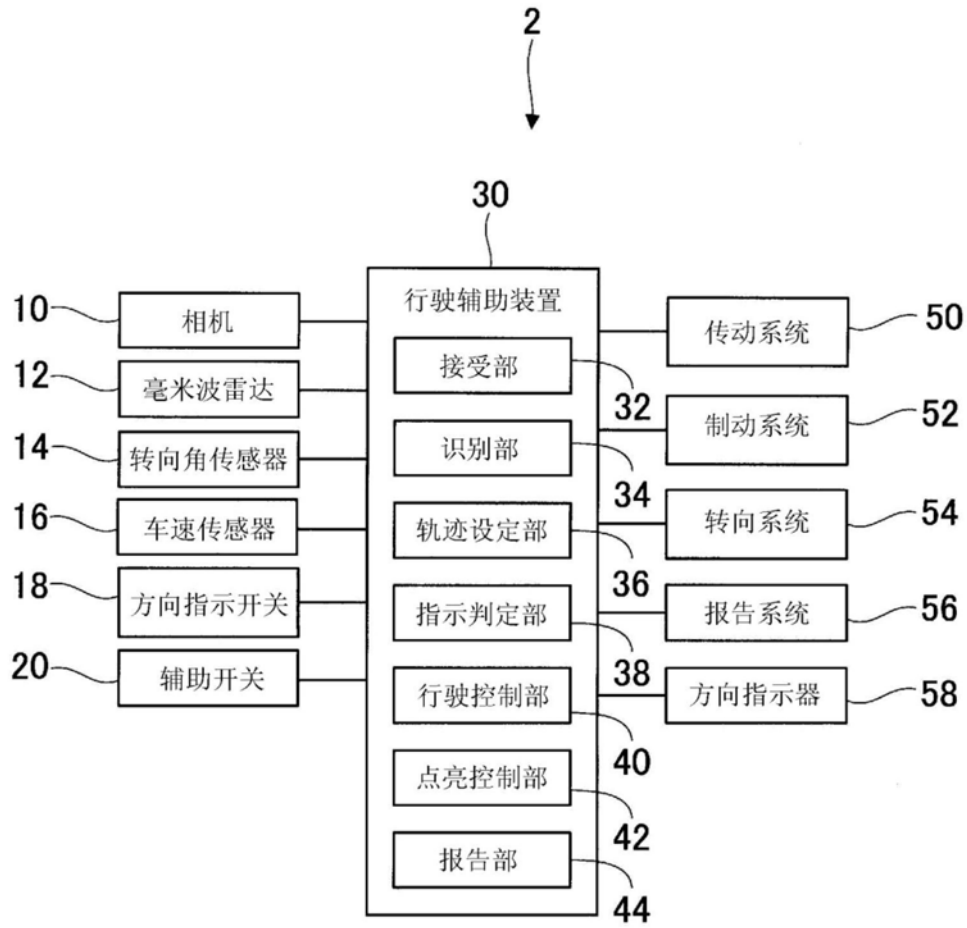 2
30
行驶辅助装置
10
相机
12
毫米波雷达
14
转向角传感器
16
车速传感器
18
方向指示开关
20
辅助开关
接受部
32
识别部
34
轨迹设定部
36
指示判定部
38
行驶控制部
40
点亮控制部
42
报告部
44
传动系统
50
制动系统
52
转向系统
54
报告系统
56
方向指示器
58